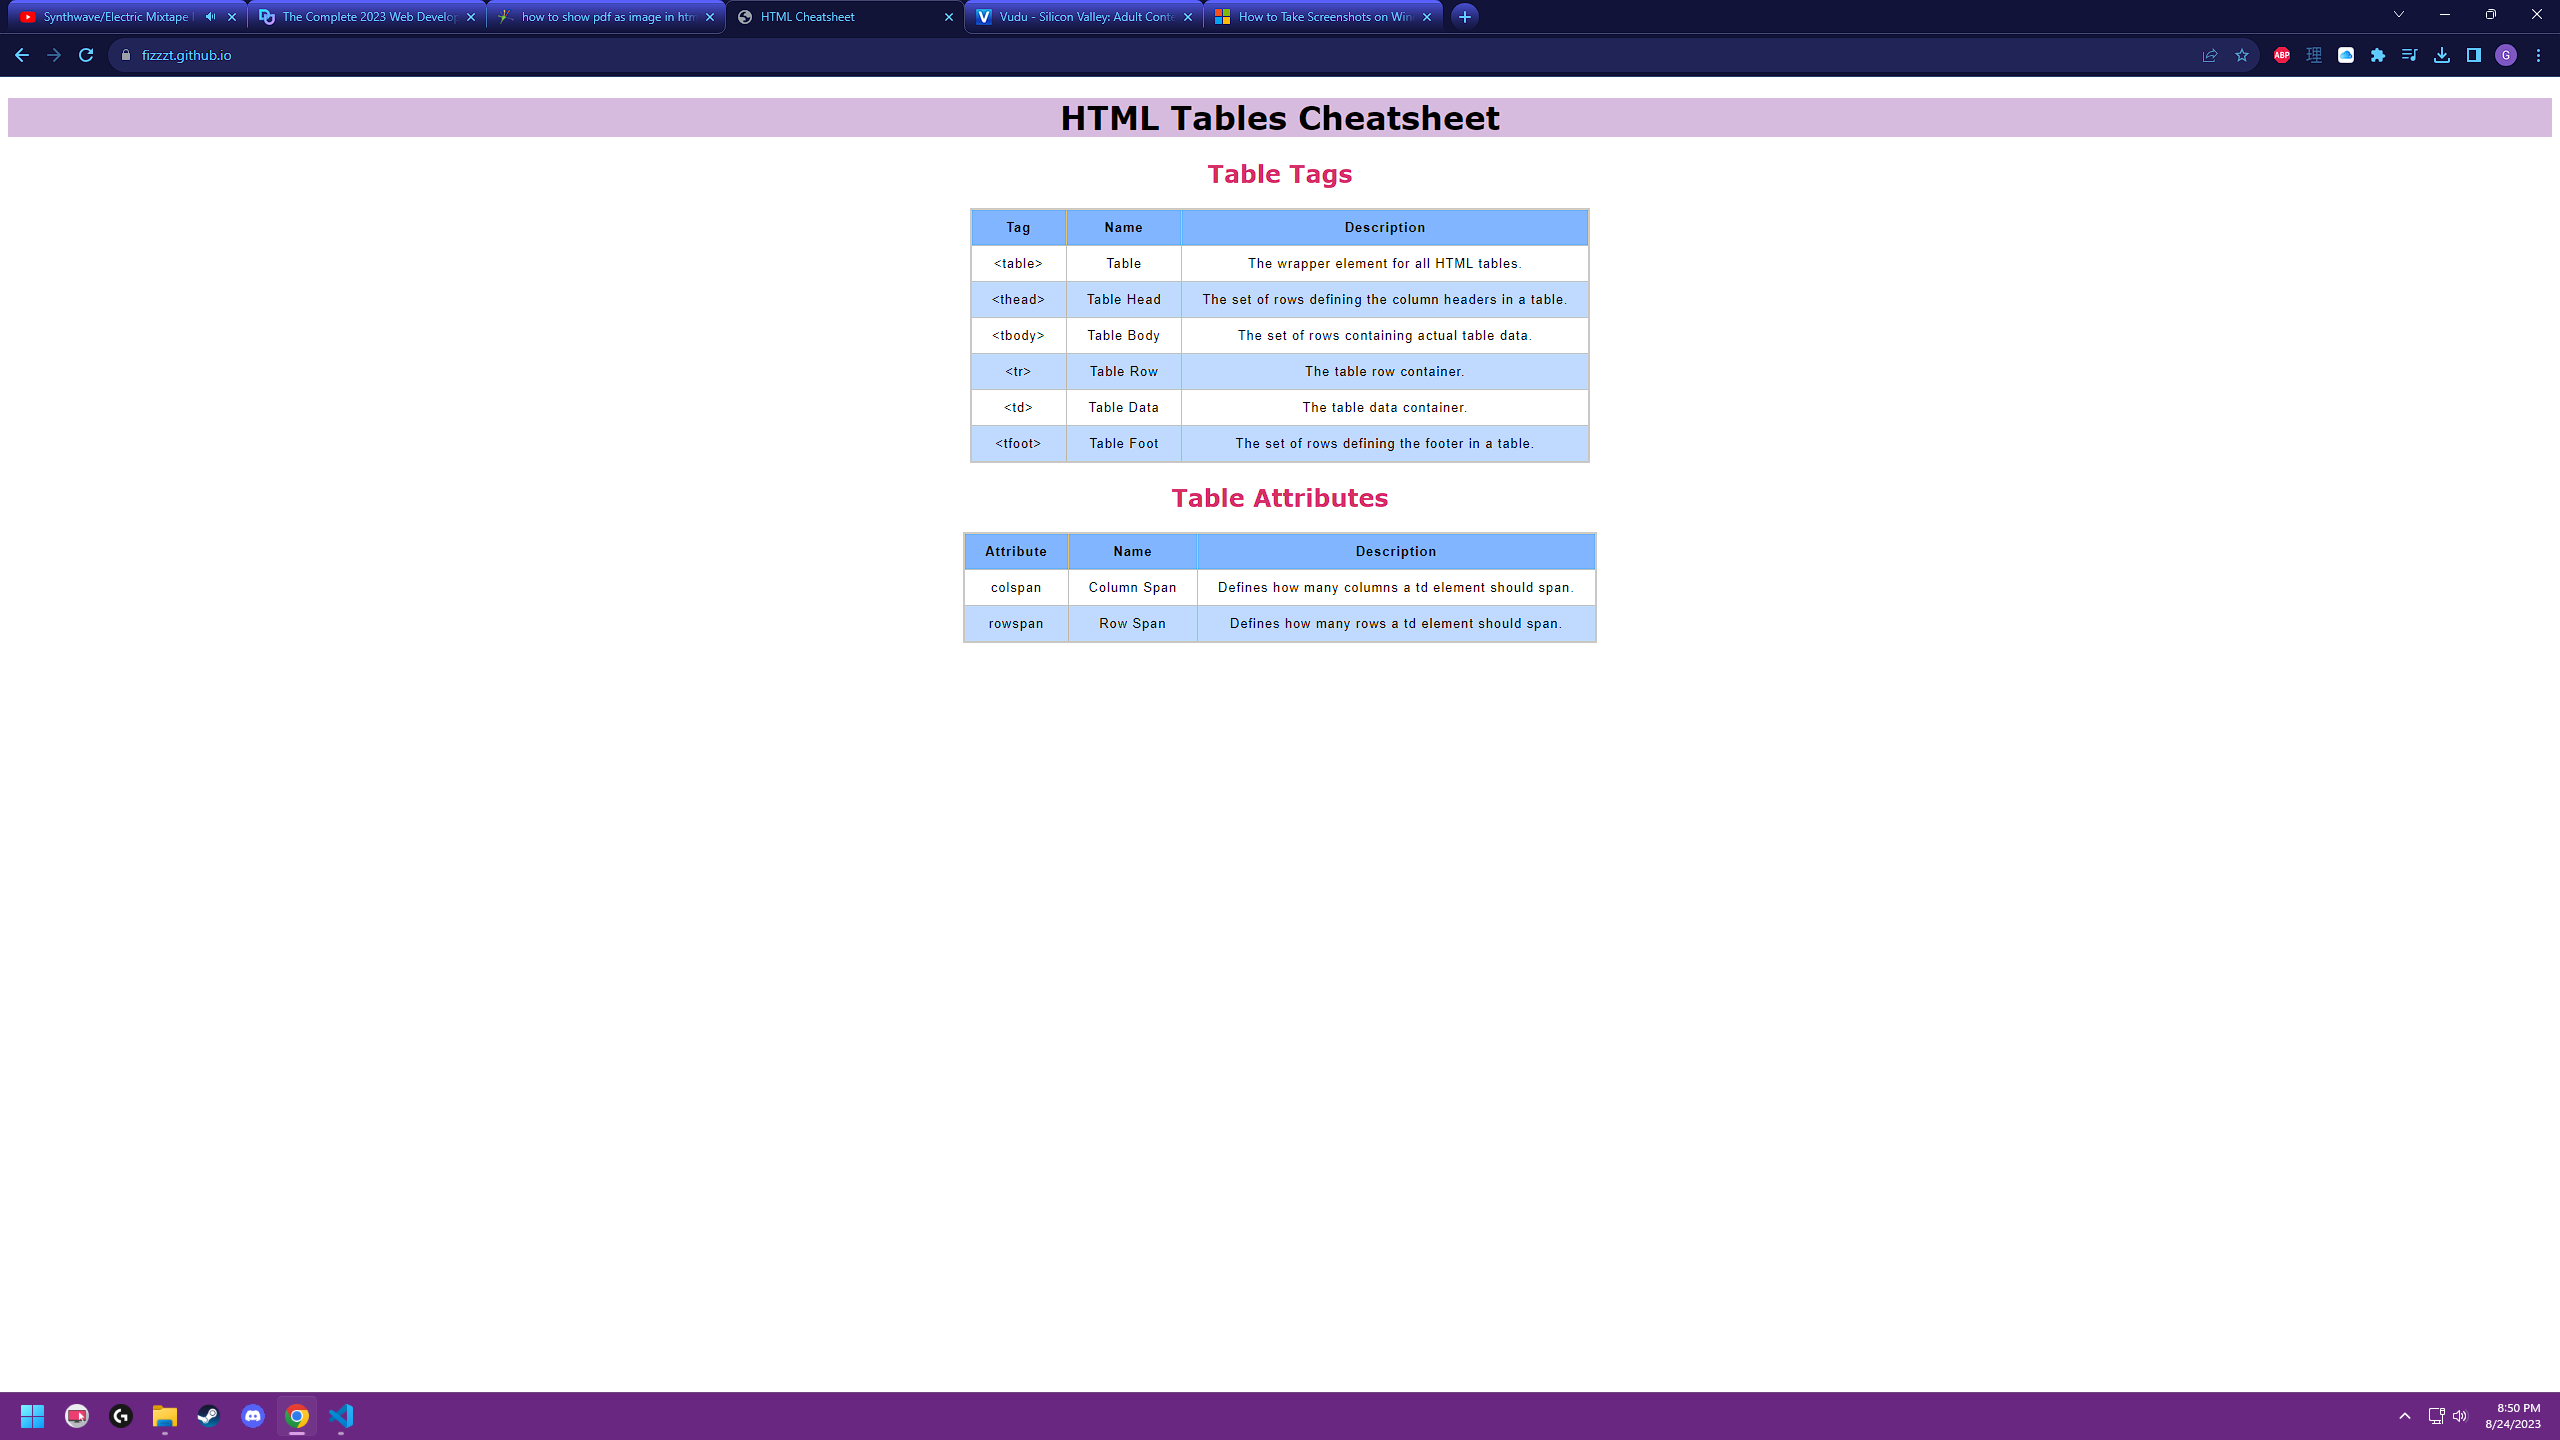 Synthwave/Electric Mixtape
The Complete 2023 Web Develop
how to show pdf as image in htm
HTML Cheatsheet
Vudu - Silicon Valley: Adult Conte
How to Take Screenshots on Win
fizzzt.github.io
ABP
G
HTML Tables Cheatsheet
Table Tags
Tag Name Description
<table> Table The wrapper element for all HTML tables.
<thead> Table Head The set of rows defining the column headers in a table.
<tbody> Table Body The set of rows containing actual table data.
<tr> Table Row The table row container.
<td> Table Data The table data container.
<tfoot> Table Foot The set of rows defining the footer in a table.
Table Attributes
Attribute Name Description
colspan Column Span Defines how many columns a td element should span.
rowspan Row Span Defines how many rows a td element should span.
8:50 PM
8/24/2023